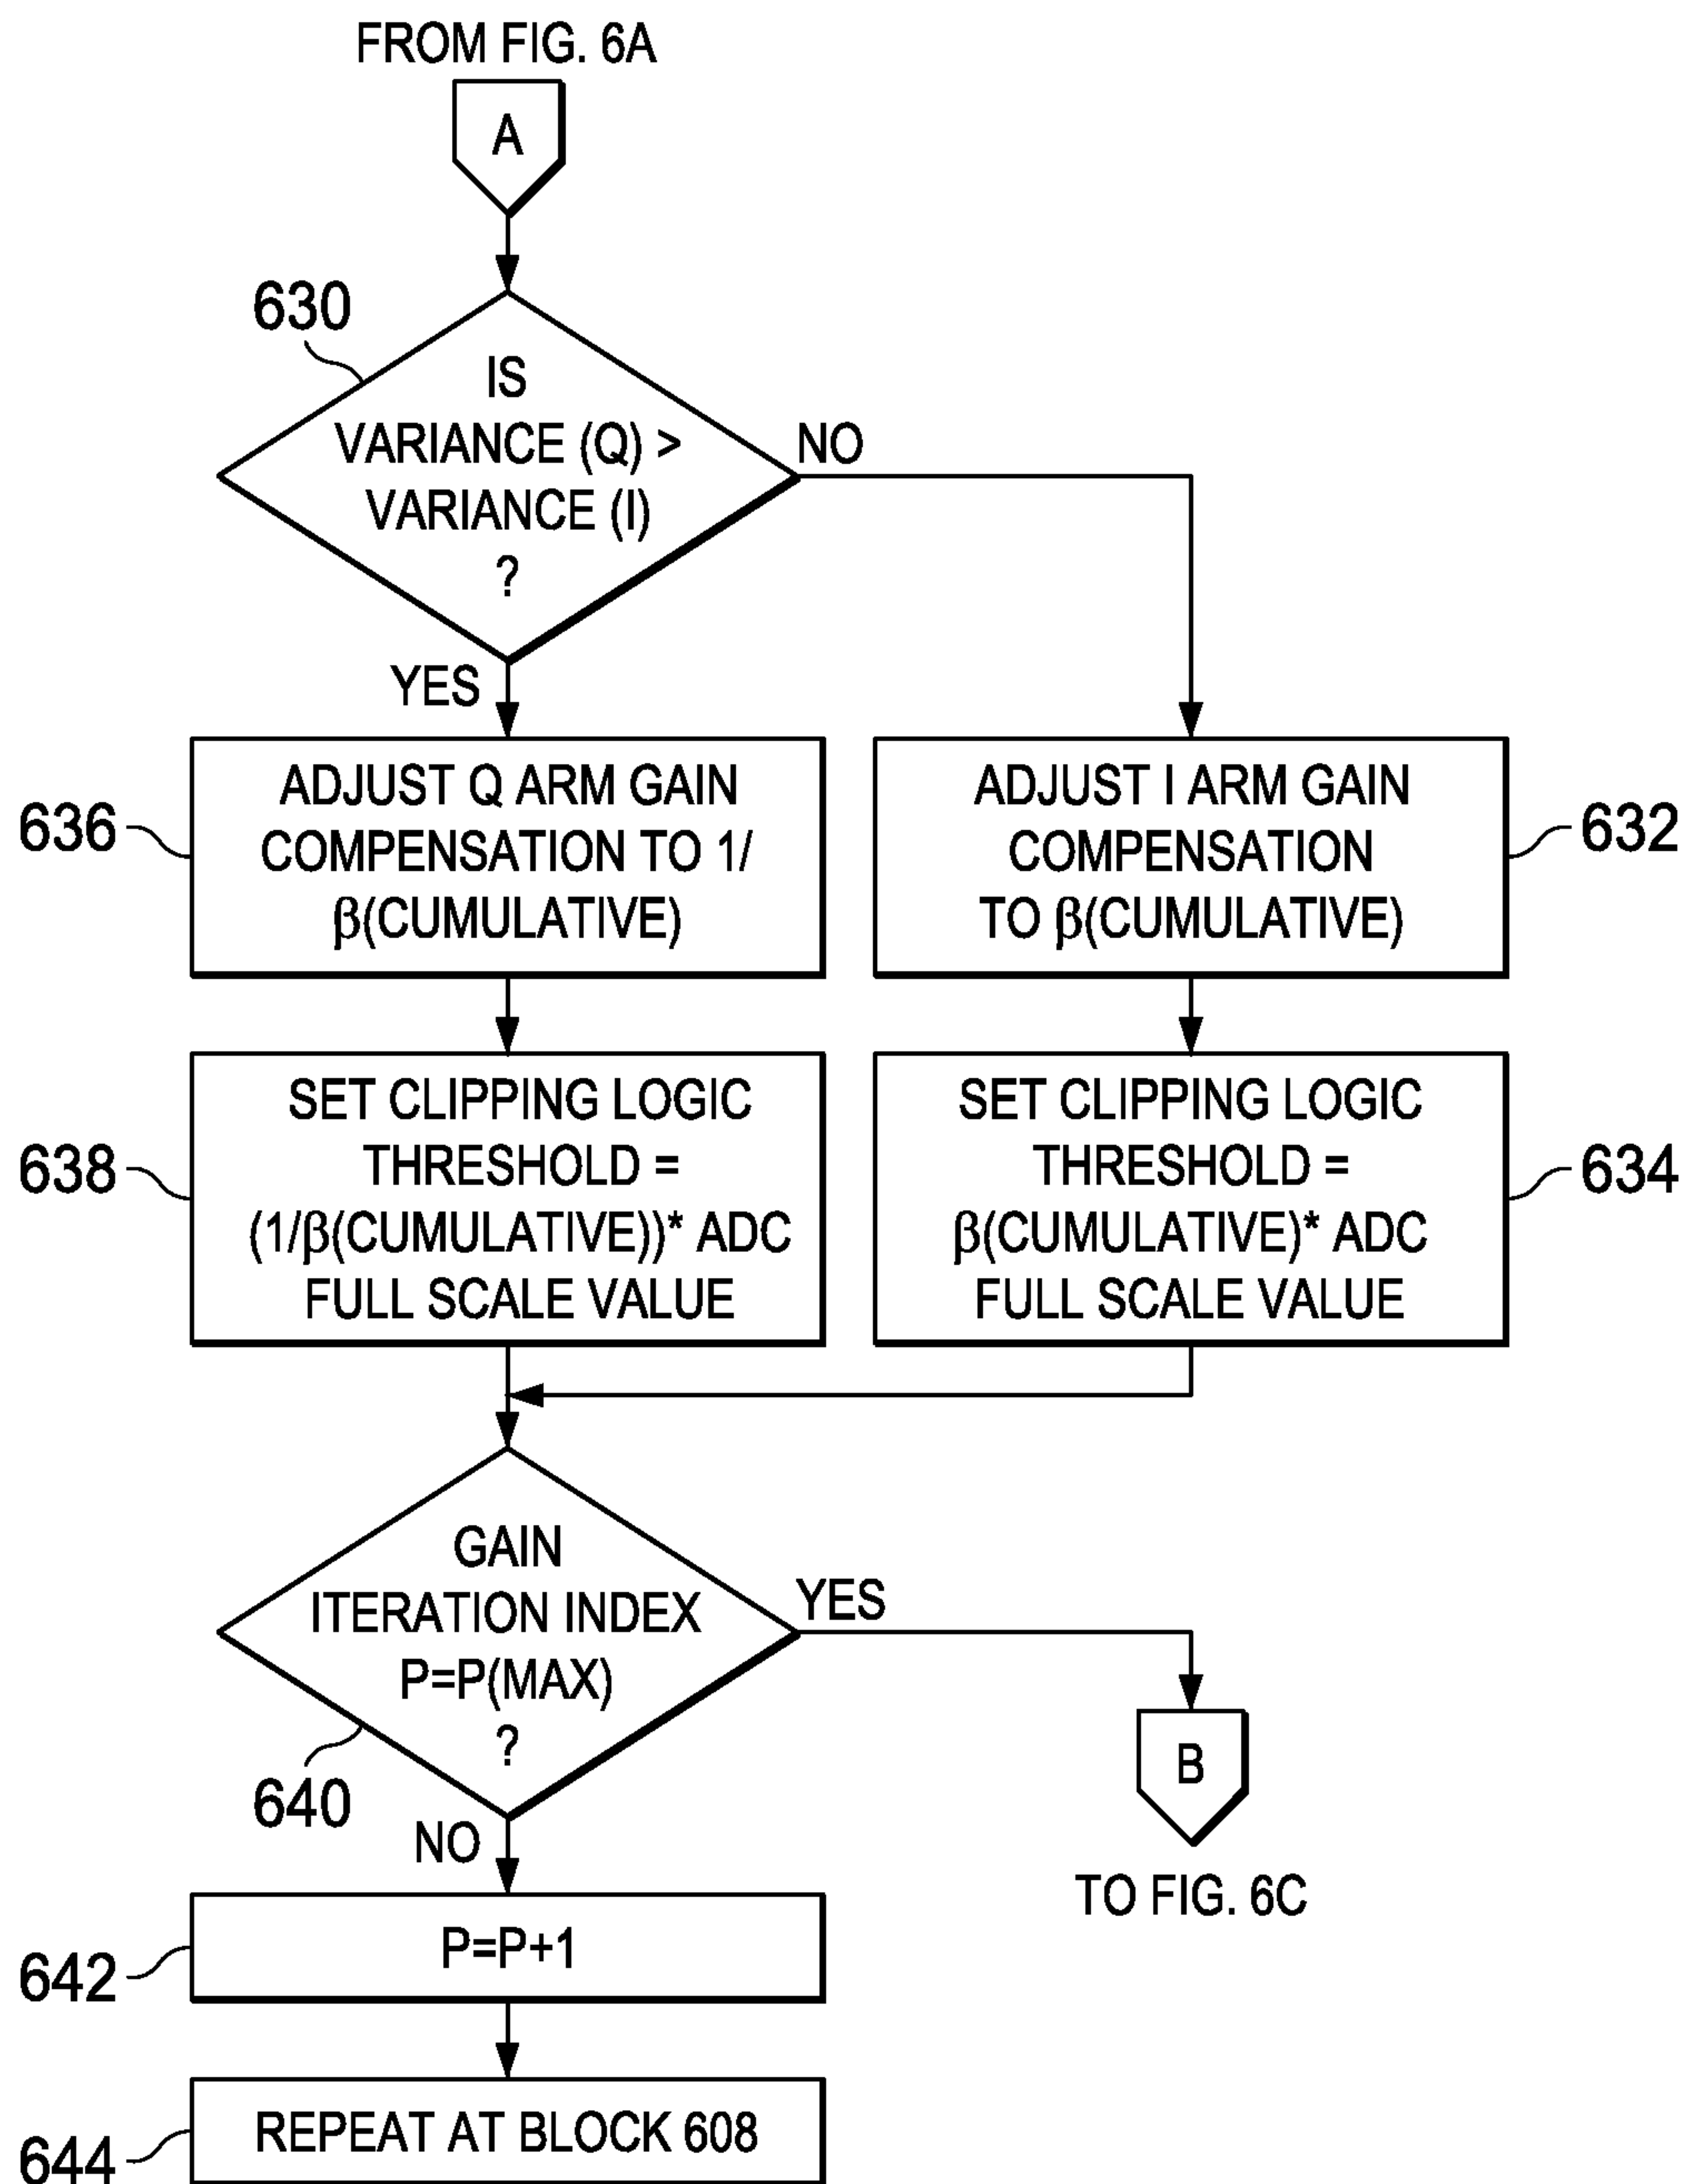 FROM FIG. 6A
A
630
IS
VARIANCE (Q) >
VARIANCE (I)
?
NO
YES
636
ADJUST Q ARM GAIN
COMPENSATION TO 1/
β(CUMULATIVE)
ADJUST I ARM GAIN
COMPENSATION
TO β(CUMULATIVE)
632
638
SET CLIPPING LOGIC
THRESHOLD =
(1/β(CUMULATIVE))* ADC
FULL SCALE VALUE
SET CLIPPING LOGIC
THRESHOLD =
β(CUMULATIVE)* ADC
FULL SCALE VALUE
634
GAIN
ITERATION INDEX
P=P(MAX)
?
YES
640
NO
B
TO FIG. 6C
642
P=P+1
644
REPEAT AT BLOCK 608